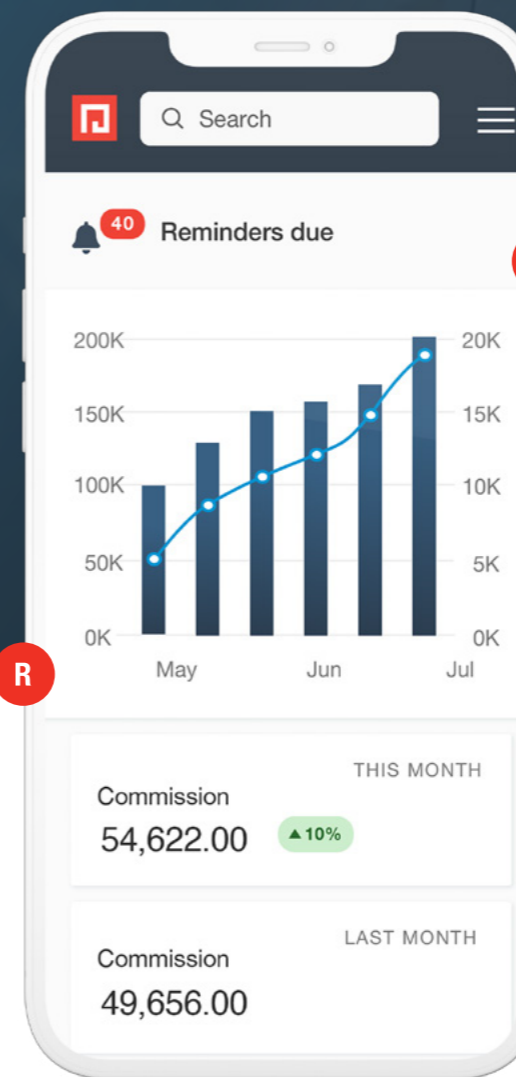 Search
40 Reminders due
200K 20K
150K 15K
100K 10K
50K 5K
0K 0K
May Jun Jul
R
THIS MONTH
Commission
54,622.00 ▲10%
LAST MONTH
Commission
49,656.00